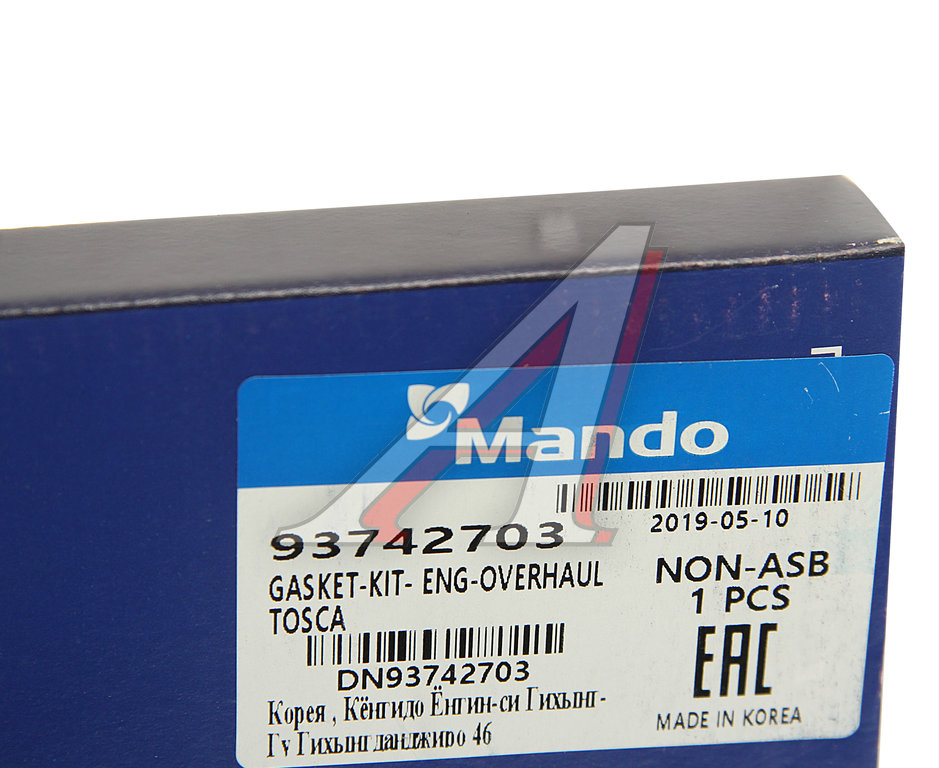 Mando
2019-05-10
93742703
GASKET-KIT- ENG-OVERHAUL
TOSCA
NON-ASB
1 PCS
DN93742703
EAC
Корея , Кёнгидо Ёнгин-си Гихынг-
Гу Гихынгданджиро 46
MADE IN KOREA